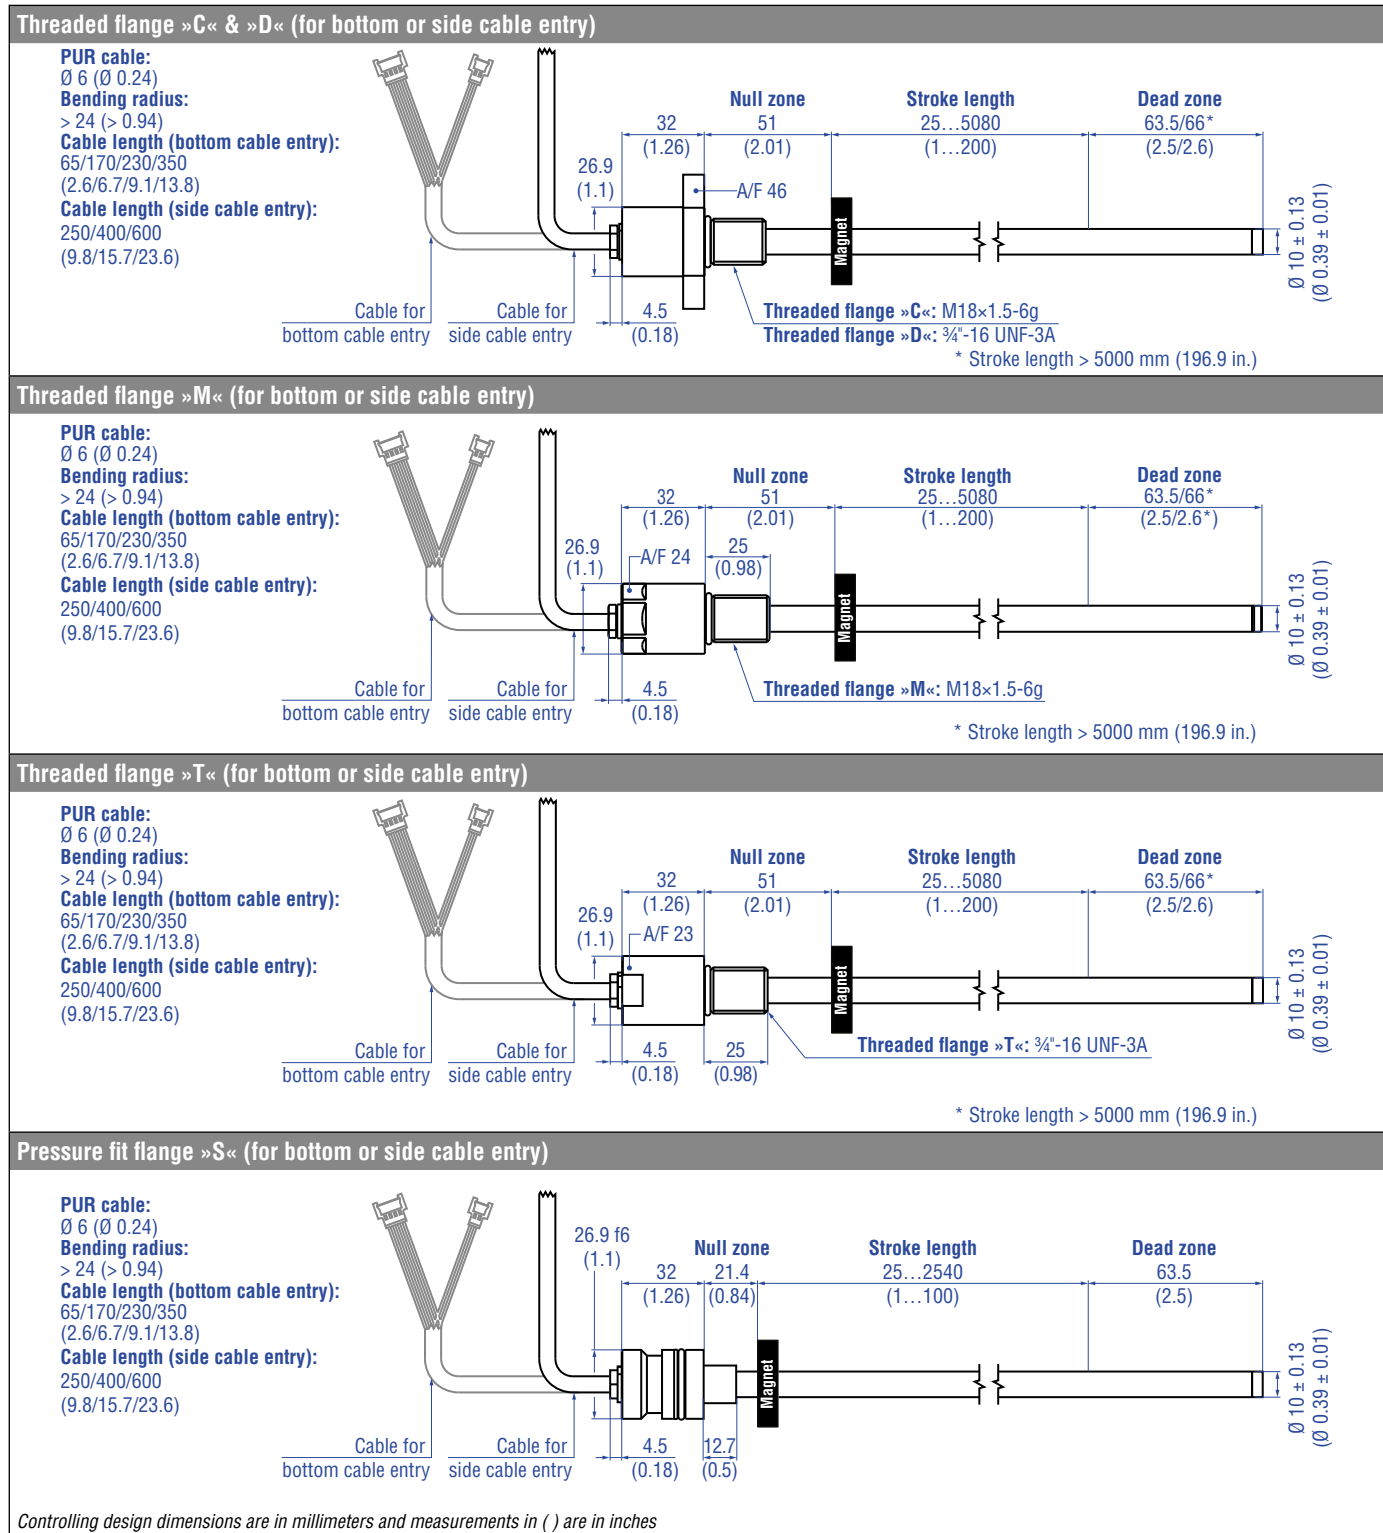 Threaded flange »C« & »D« (for bottom or side cable entry)
PUR cable:
Ø 6 (Ø 0.24)
Bending radius:
> 24 (> 0.94)
Cable length (bottom cable entry):
65/170/230/350
(2.6/6.7/9.1/13.8)
Cable length (side cable entry):
250/400/600
(9.8/15.7/23.6)
Null zone
Stroke length
Dead zone
32
51
25…5080
63.5/66*
(1.26)
(2.01)
(1…200)
(2.5/2.6)
26.9
(1.1)
A/F 46
Magnet
Ø 10 ± 0.13
(Ø 0.39 ± 0.01)
Cable for
bottom cable entry
Cable for
side cable entry
4.5
(0.18)
Threaded flange »C«: M18×1.5-6g
Threaded flange »D«: ¾"-16 UNF-3A
* Stroke length > 5000 mm (196.9 in.)
Threaded flange »M« (for bottom or side cable entry)
PUR cable:
Ø 6 (Ø 0.24)
Bending radius:
> 24 (> 0.94)
Cable length (bottom cable entry):
65/170/230/350
(2.6/6.7/9.1/13.8)
Cable length (side cable entry):
250/400/600
(9.8/15.7/23.6)
Null zone
Stroke length
Dead zone
32
51
25…5080
63.5/66*
(1.26)
(2.01)
(1…200)
(2.5/2.6*)
26.9
(1.1)
A/F 24
25
(0.98)
Magnet
Ø 10 ± 0.13
(Ø 0.39 ± 0.01)
Cable for
bottom cable entry
Cable for
side cable entry
4.5
(0.18)
Threaded flange »M«: M18×1.5-6g
* Stroke length > 5000 mm (196.9 in.)
Threaded flange »T« (for bottom or side cable entry)
PUR cable:
Ø 6 (Ø 0.24)
Bending radius:
> 24 (> 0.94)
Cable length (bottom cable entry):
65/170/230/350
(2.6/6.7/9.1/13.8)
Cable length (side cable entry):
250/400/600
(9.8/15.7/23.6)
Null zone
Stroke length
Dead zone
32
51
25…5080
63.5/66*
(1.26)
(2.01)
(1…200)
(2.5/2.6)
26.9
(1.1)
A/F 23
Magnet
Ø 10 ± 0.13
(Ø 0.39 ± 0.01)
Threaded flange »T«: ¾"-16 UNF-3A
Cable for
bottom cable entry
Cable for
side cable entry
4.5
(0.18)
25
(0.98)
* Stroke length > 5000 mm (196.9 in.)
Pressure fit flange »S« (for bottom or side cable entry)
PUR cable:
Ø 6 (Ø 0.24)
Bending radius:
> 24 (> 0.94)
Cable length (bottom cable entry):
65/170/230/350
(2.6/6.7/9.1/13.8)
Cable length (side cable entry):
250/400/600
(9.8/15.7/23.6)
26.9 f6
(1.1)
Null zone
Stroke length
Dead zone
32
21.4
25…2540
63.5
(1.26)
(0.84)
(1…100)
(2.5)
Magnet
Ø 10 ± 0.13
(Ø 0.39 ± 0.01)
Cable for
bottom cable entry
Cable for
side cable entry
4.5
(0.18)
12.7
(0.5)
Controlling design dimensions are in millimeters and measurements in ( ) are in inches